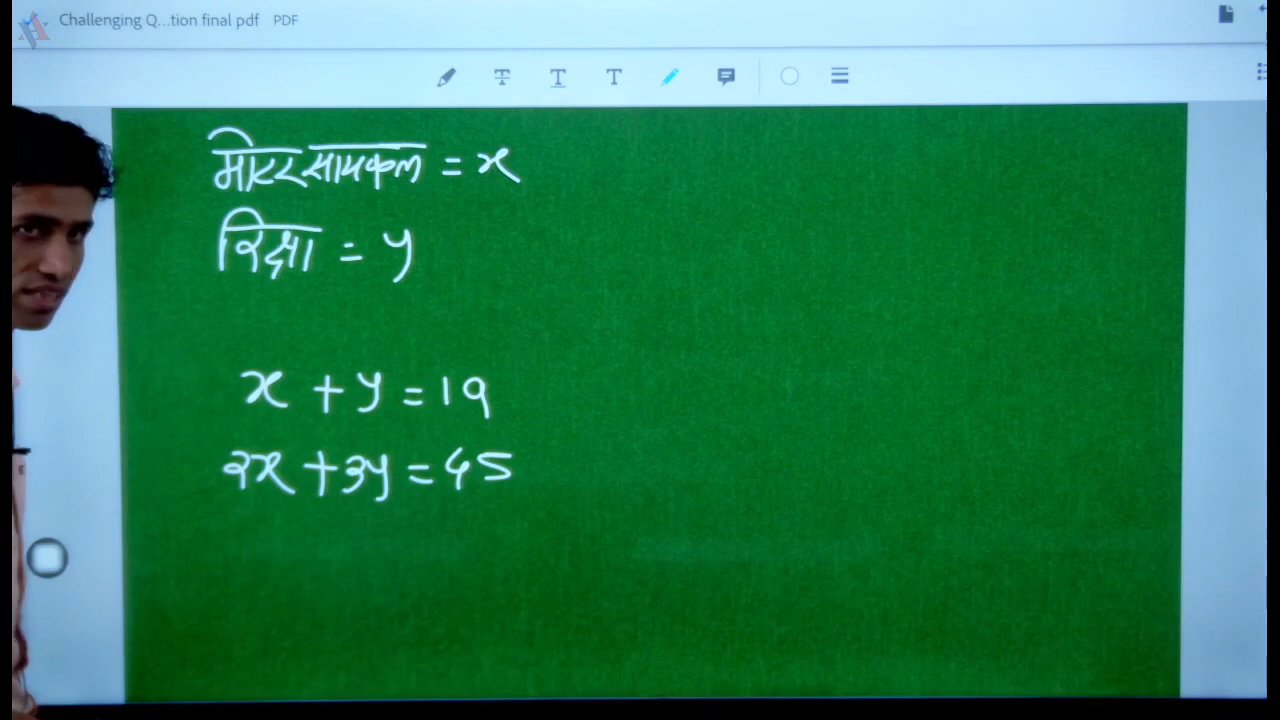 Challenging Q...tion final pdf PDF
मोटरसायकल = x
रिक्षा = y
x + y = 19
2x + 3y = 45